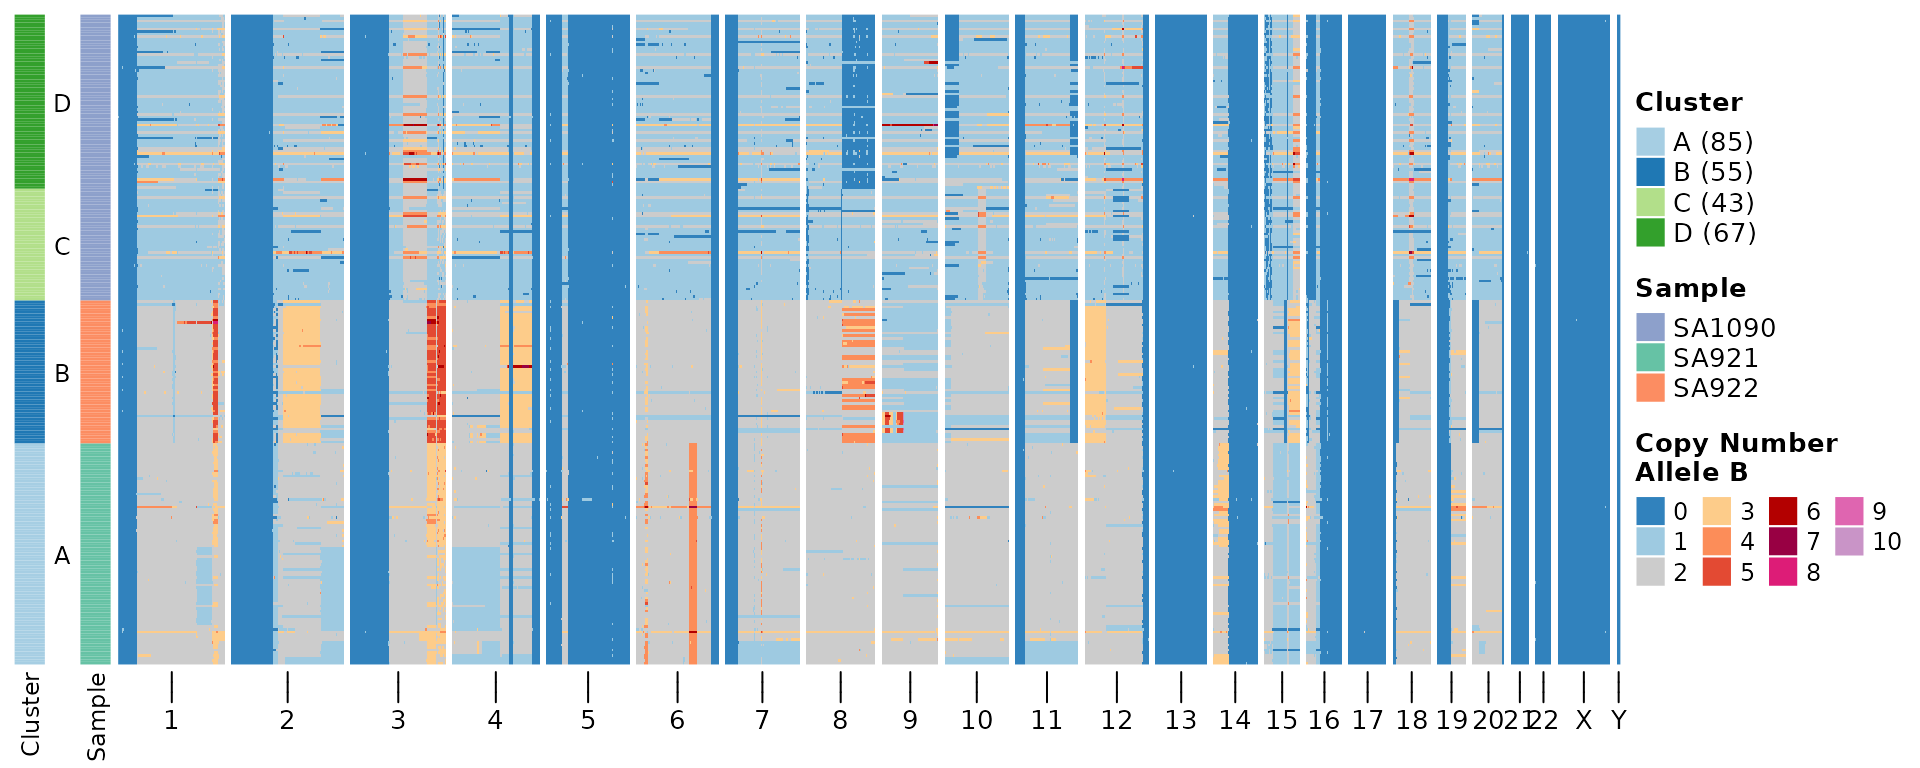 D
C
B
A
Cluster
Sample
1 2 3 4 5 6 7 8 9 10 11 12 13 14 15 16 17 18 19 20 21 22 X Y
Cluster
A (85)
B (55)
C (43)
D (67)
Sample
SA1090
SA921
SA922
Copy Number
Allele B
0 3 6 9
1 4 7 10
2 5 8